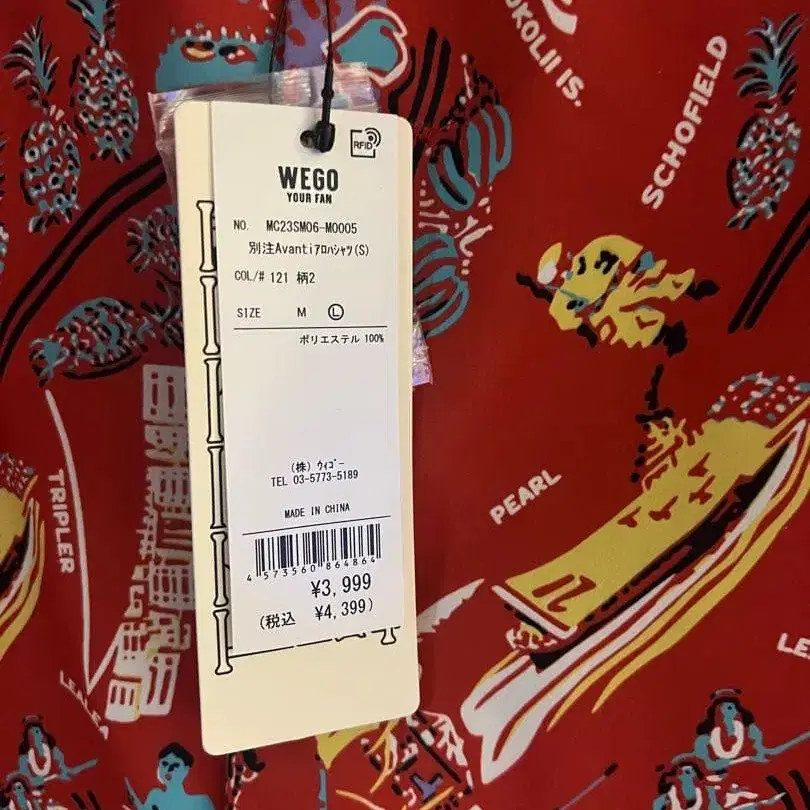 OKOLII IS.
SCHOFIELD
RFID
WEGO
YOUR FAN
NO. MC23SM06-M0005
別注Avantiアロハシャツ(S)
COL/# 121 柄2
SIZE M Ⓛ
ポリエステル 100%
(株) ウィゴー
TEL 03-5773-5189
MADE IN CHINA
4573560864864
¥3,999
(税込 ¥4,399)
TRIPLER
PEARL